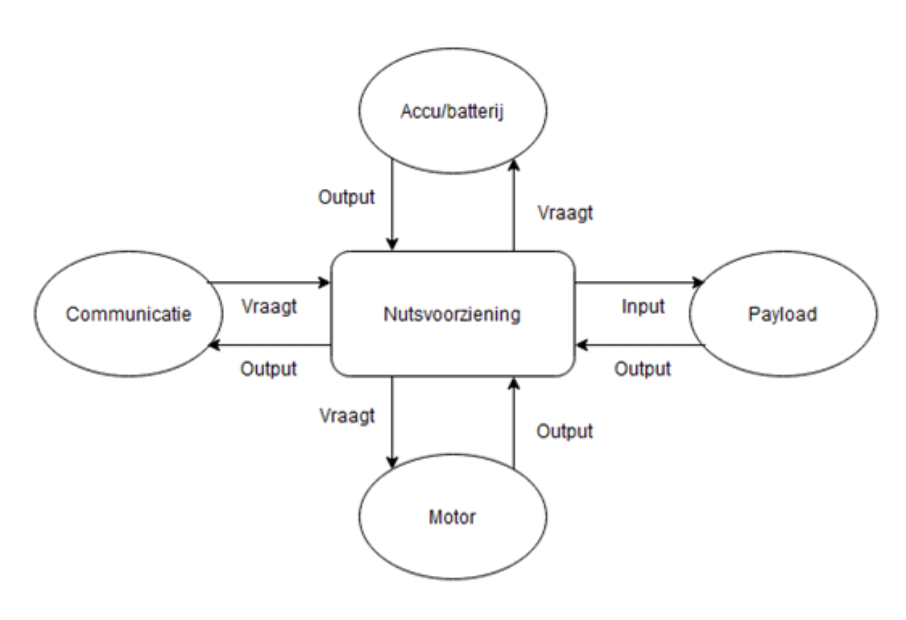 Accu/batterij
Output
Vraagt
Communicatie
Vraagt
Output
Nutsvoorziening
Input
Output
Payload
Vraagt
Output
Motor